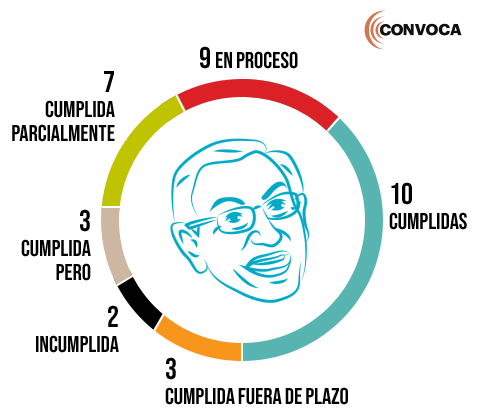 CONVOCA
9 EN PROCESO
7
CUMPLIDA
PARCIALMENTE
10
CUMPLIDAS
3
CUMPLIDA
PERO
2
INCUMPLIDA
3
CUMPLIDA FUERA DE PLAZO